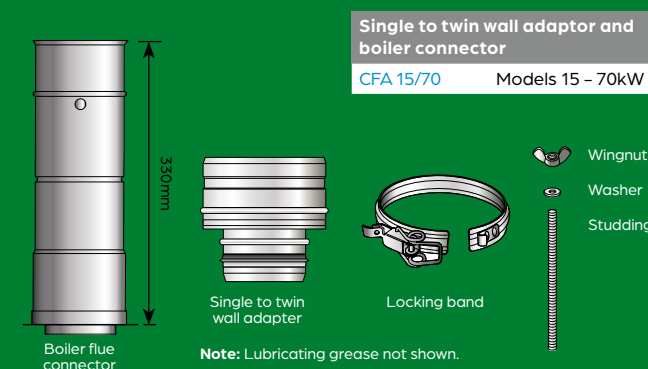 Single to twin wall adaptor and
boiler connector
CFA 15/70 Models 15 - 70kW
330mm
Wingnut
Washer
Studding
Single to twin
wall adapter
Locking band
Boiler flue
connector
Note: Lubricating grease not shown.